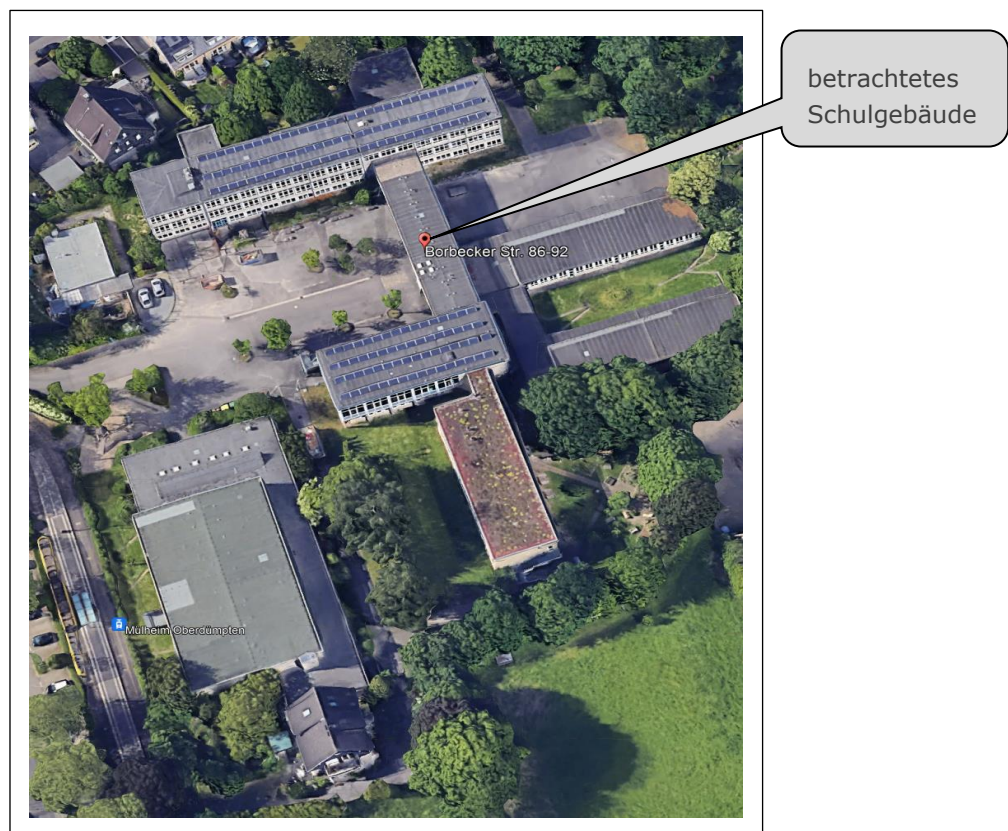 betrachtetes
Schulgebäude
Borbecker Str. 86-92
Mülheim Oberdümpten